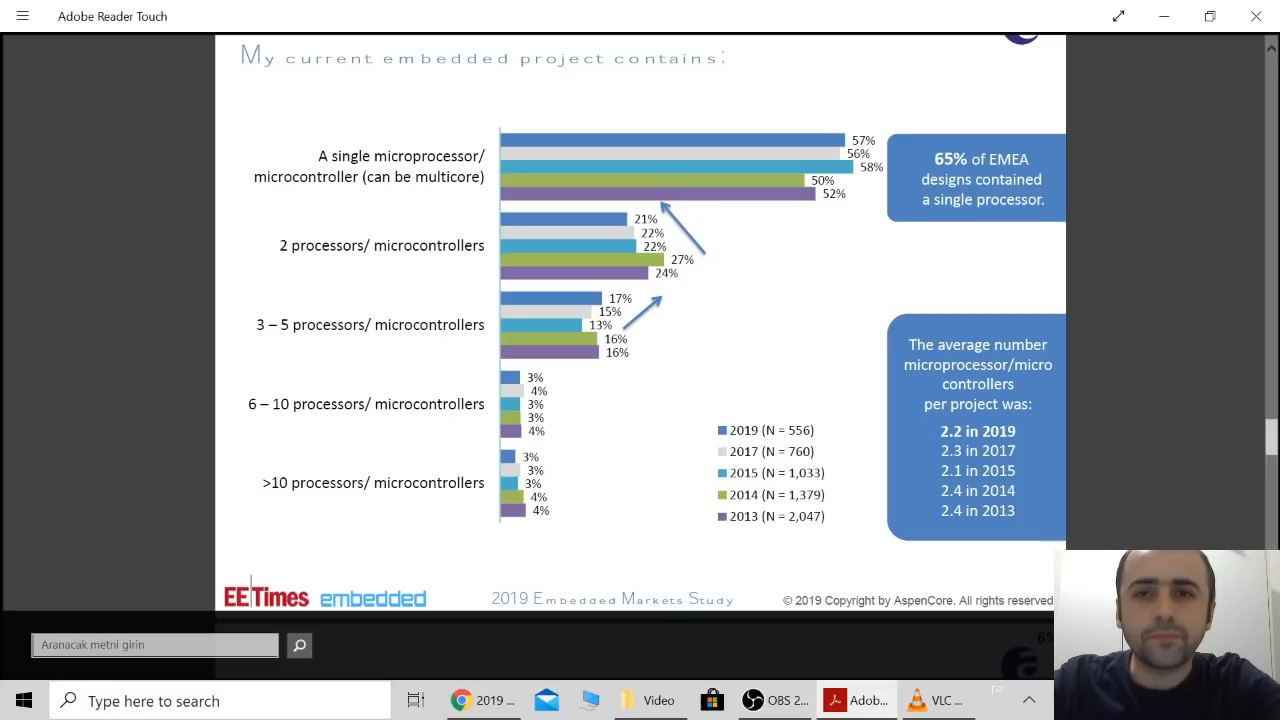 Adobe Reader Touch
My current embedded project contains:
A single microprocessor/
microcontroller (can be multicore)
57%
56%
58%
50%
52%
2 processors/ microcontrollers
21%
22%
22%
27%
24%
3 – 5 processors/ microcontrollers
17%
15%
13%
16%
16%
6 – 10 processors/ microcontrollers
3%
4%
3%
3%
4%
>10 processors/ microcontrollers
3%
3%
3%
4%
4%
2019 (N = 556)
2017 (N = 760)
2015 (N = 1,033)
2014 (N = 1,379)
2013 (N = 2,047)
65% of EMEA
designs contained
a single processor.
The average number
microprocessor/micro
controllers
per project was:
2.2 in 2019
2.3 in 2017
2.1 in 2015
2.4 in 2014
2.4 in 2013
EETimes embedded
2019 Embedded Markets Study
© 2019 Copyright by AspenCore. All rights reserved
Aranacak metni girin
65
Type here to search
2019 ...
Video
OBS 2...
Adob...
VLC ...